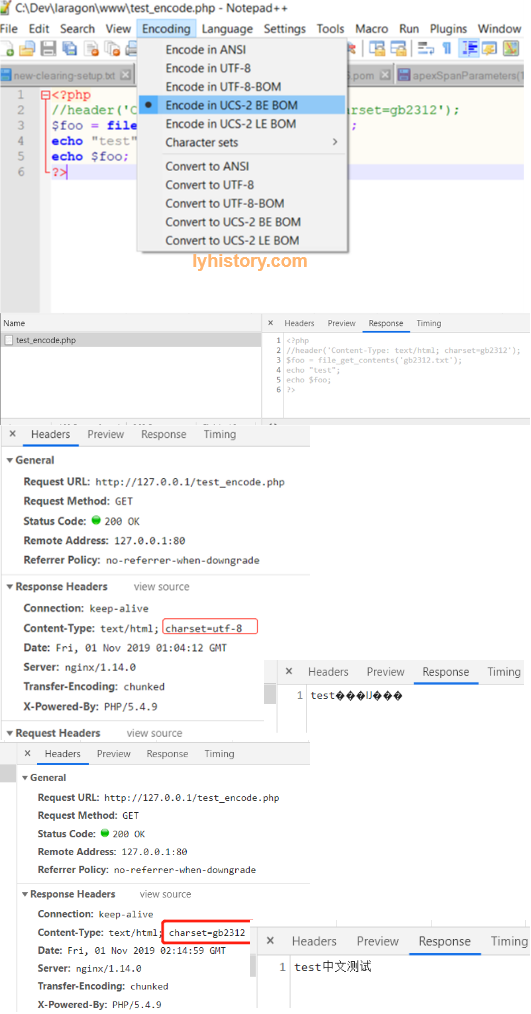 C:\Dev\laragon\www\test_encode.php - Notepad++
File Edit Search View Encoding Language Settings Tools Macro Run Plugins Window
Encode in ANSI
Encode in UTF-8
Encode in UTF-8-BOM
Encode in UCS-2 BE BOM
Encode in UCS-2 LE BOM
Character sets
Convert to ANSI
Convert to UTF-8
Convert to UTF-8-BOM
Convert to UCS-2 BE BOM
Convert to UCS-2 LE BOM
new-clearing-setup.txt
.pom
apexSpanParameters(1
1 <?php
2 //header('C
arset=gb2312');
3 $foo = file
;
4 echo "test"
5 echo $foo;
6 ?>
lyhistory.com
Name
test_encode.php
× Headers Preview Response Timing
1 <?php
2 //header('Content-Type: text/html; charset=gb2312');
3 $foo = file_get_contents('gb2312.txt');
4 echo "test";
5 echo $foo;
6 ?>
× Headers Preview Response Timing
General
Request URL: http://127.0.0.1/test_encode.php
Request Method: GET
Status Code: 200 OK
Remote Address: 127.0.0.1:80
Referrer Policy: no-referrer-when-downgrade
Response Headers view source
Connection: keep-alive
Content-Type: text/html; charset=utf-8
Date: Fri, 01 Nov 2019 01:04:12 GMT
Server: nginx/1.14.0
Transfer-Encoding: chunked
X-Powered-By: PHP/5.4.9
Request Headers view source
× Headers Preview Response Timing
1 test���Ĳ���
× Headers Preview Response Timing
General
Request URL: http://127.0.0.1/test_encode.php
Request Method: GET
Status Code: 200 OK
Remote Address: 127.0.0.1:80
Referrer Policy: no-referrer-when-downgrade
Response Headers view source
Connection: keep-alive
Content-Type: text/html; charset=gb2312
Date: Fri, 01 Nov 2019 02:14:59 GMT
Server: nginx/1.14.0
Transfer-Encoding: chunked
X-Powered-By: PHP/5.4.9
× Headers Preview Response Timing
1 test中文测试